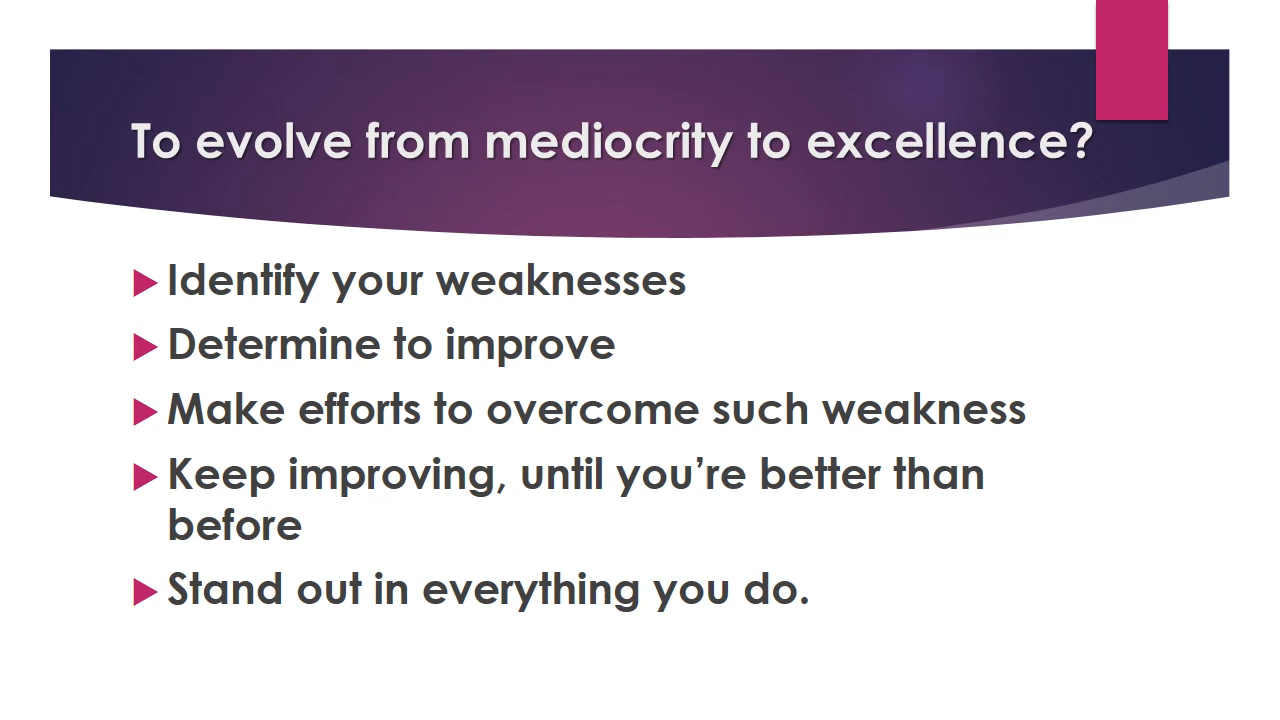 To evolve from mediocrity to excellence?
Identify your weaknesses
Determine to improve
Make efforts to overcome such weakness
Keep improving, until you’re better than
before
Stand out in everything you do.